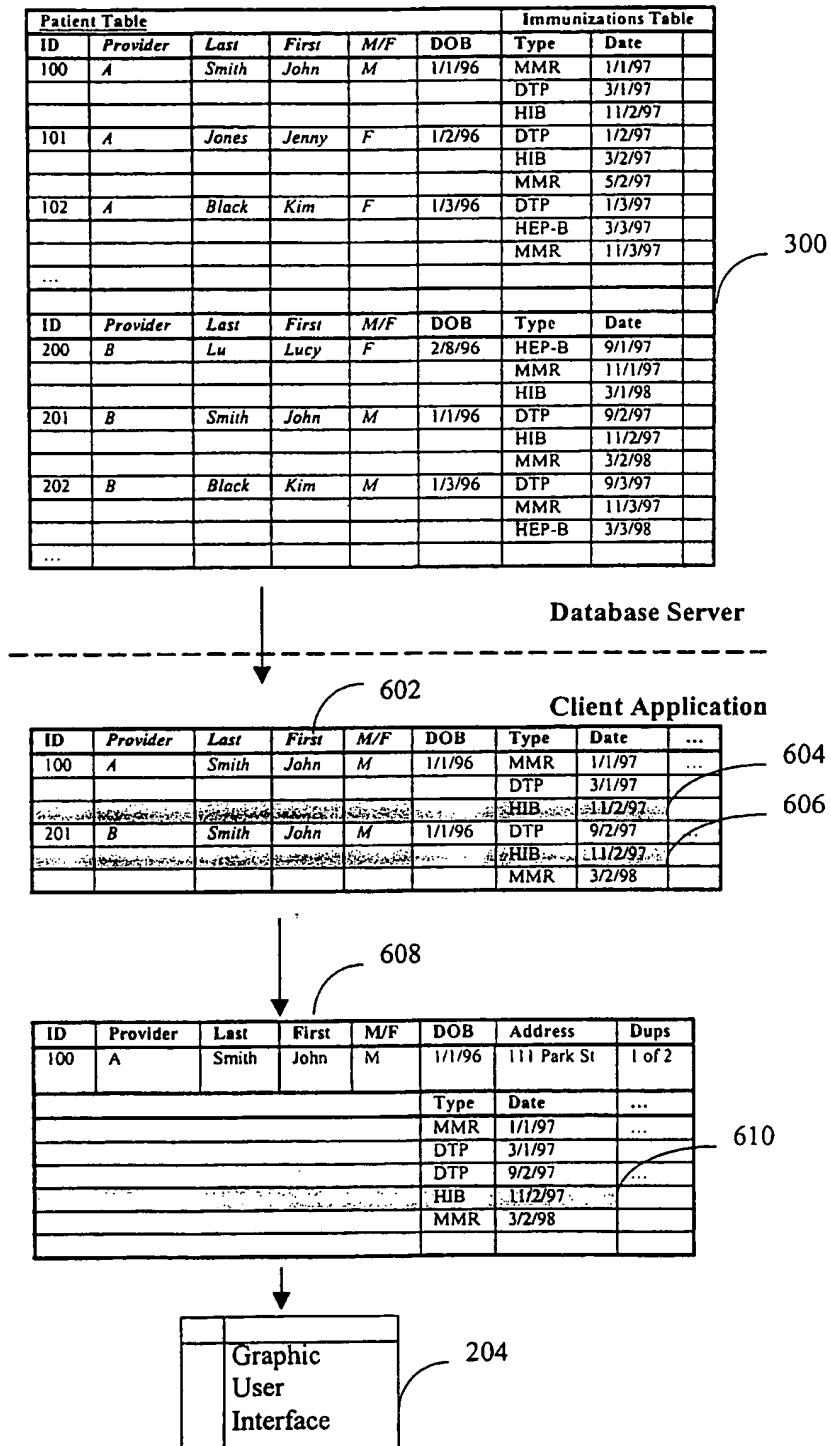 Patient Table Immunizations Table
ID Provider Last First M/F DOB Type Date
100 A Smith John M 1/1/96 MMR 1/1/97
DTP 3/1/97
HIB 11/2/97
101 A Jones Jenny F 1/2/96 DTP 1/2/97
HIB 3/2/97
MMR 5/2/97
102 A Black Kim F 1/3/96 DTP 1/3/97
HEP-B 3/3/97
MMR 11/3/97
300
...
ID Provider Last First M/F DOB Type Date
200 B Lu Lucy F 2/8/96 HEP-B 9/1/97
MMR 11/1/97
HIB 3/1/98
201 B Smith John M 1/1/96 DTP 9/2/97
HIB 11/2/97
MMR 3/2/98
202 B Black Kim M 1/3/96 DTP 9/3/97
MMR 11/3/97
HEP-B 3/3/98
...
Database Server
602
Client Application
ID Provider Last First M/F DOB Type Date ...
100 A Smith John M 1/1/96 MMR 1/1/97 ...
DTP 3/1/97
604
HIB 11/2/97
606
201 B Smith John M 1/1/96 DTP 9/2/97 ...
HIB 11/2/97
MMR 3/2/98
608
ID Provider Last First M/F DOB Address Dups
100 A Smith John M 1/1/96 111 Park St 1 of 2
Type Date ...
MMR 1/1/97 ...
DTP 3/1/97
610
DTP 9/2/97 ...
HIB 11/2/97
MMR 3/2/98
204
Graphic
User
Interface